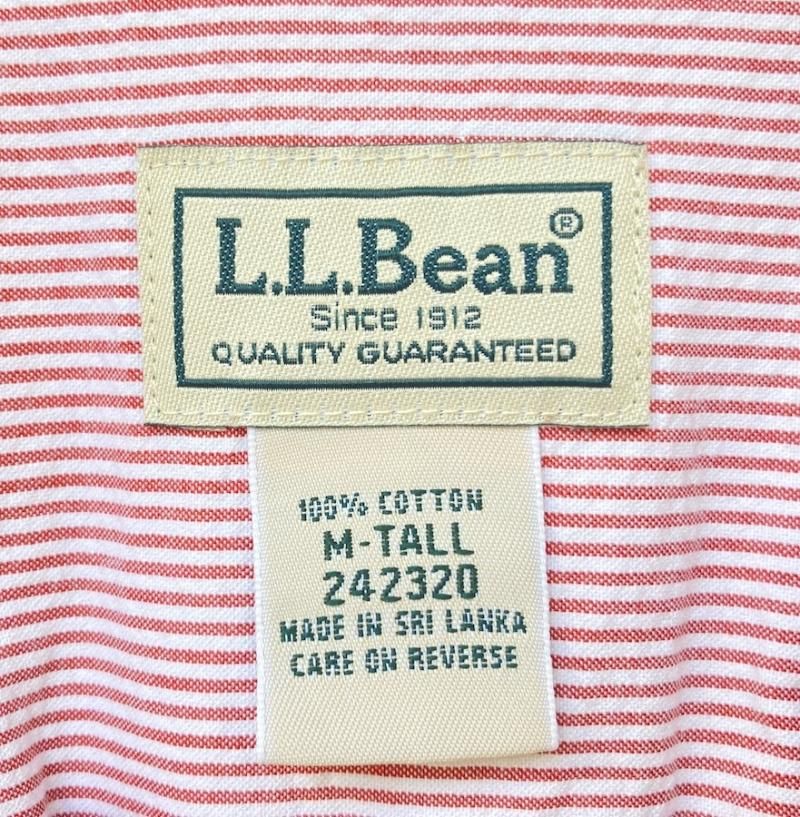 L.L.Bean®
Since 1912
QUALITY GUARANTEED
100% COTTON
M-TALL
242320
MADE IN SRI LANKA
CARE ON REVERSE